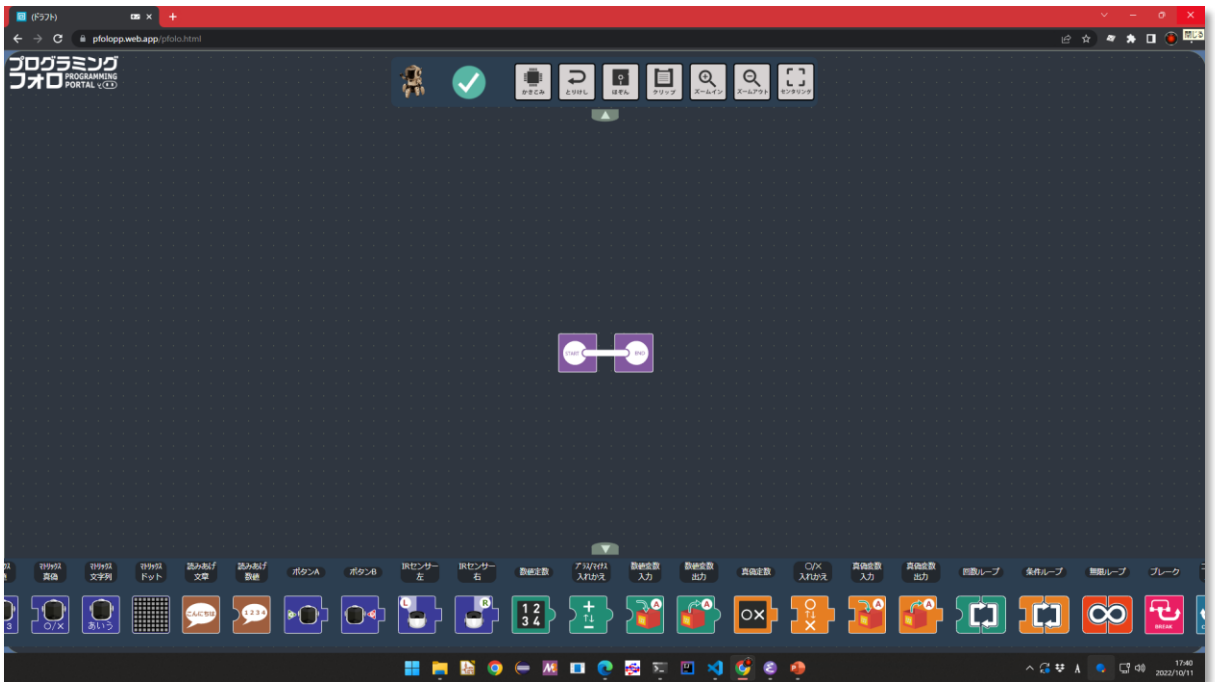 (ドラフト)
pfolopp.web.app/pfolo.html
閉じる
プログラミング
フォロ PROGRAMMING
PORTAL
かきこみ とりけし ほぞん クリップ ズームイン ズームアウト センタリング
START END
ﾏﾄﾘｯｸｽ ﾏﾄﾘｯｸｽ ﾏﾄﾘｯｸｽ 読みあげ 読みあげ ボタンA ボタンB IRセンサー IRセンサー 数値定数 ﾌﾟﾗｽ/ﾏｲﾅｽ 数値変数 数値変数 真偽定数 O/X 真偽変数 真偽変数 回数ループ 条件ループ 無限ループ ブレーク
真偽 文字列 ドット 文章 数値 左 右 入れかえ 入力 出力 入れかえ 入力 出力
3 O/X あいう こんにちは 1234 L R 1 2 3 4 A A OX O X A A BREAK
17:40
2022/10/11